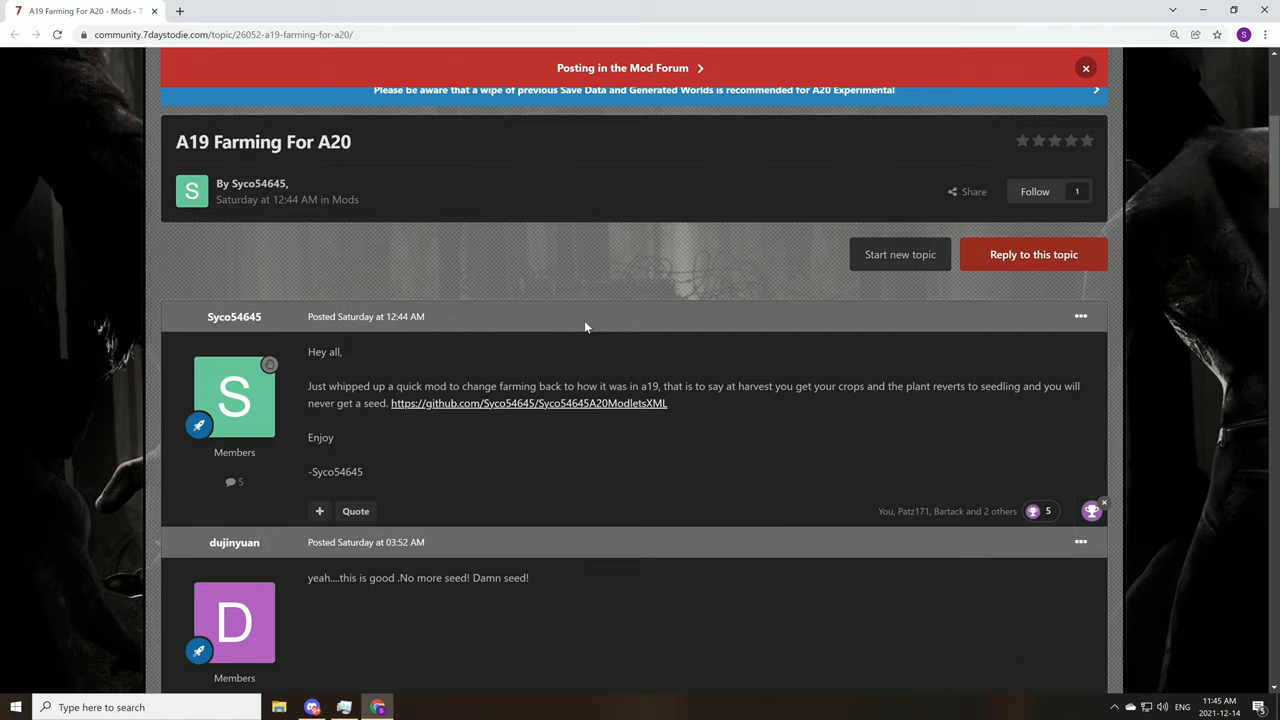 A19 Farming For A20 - Mods - 7
community.7daystodie.com/topic/26052-a19-farming-for-a20/
S
Posting in the Mod Forum
Please be aware that a wipe of previous Save Data and Generated Worlds is recommended for A20 Experimental
A19 Farming For A20
S
By Syco54645,
Saturday at 12:44 AM in Mods
Share
Follow 1
Start new topic
Reply to this topic
Syco54645
Posted Saturday at 12:44 AM
S
Members
5
Hey all,
Just whipped up a quick mod to change farming back to how it was in a19, that is to say at harvest you get your crops and the plant reverts to seedling and you will
never get a seed. https://github.com/Syco54645/Syco54645A20ModletsXML
Enjoy
-Syco54645
Quote
You, Patz171, Bartack and 2 others
5
dujinyuan
Posted Saturday at 03:52 AM
D
Members
yeah....this is good .No more seed! Damn seed!
Type here to search
ENG
11:45 AM
2021-12-14
5